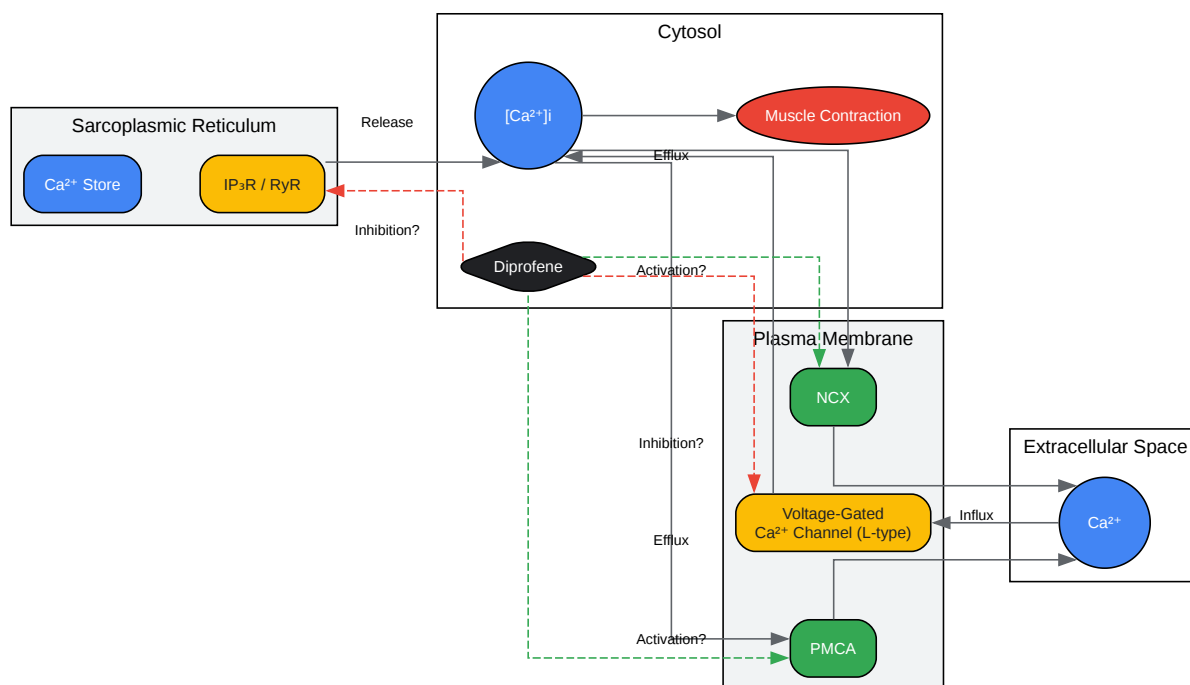 Cytosol
[Ca²⁺]i
Muscle Contraction
Sarcoplasmic Reticulum
Release
Ca²⁺ Store
IP₃R / RyR
Efflux
Inhibition?
Diprofene
Activation?
Plasma Membrane
NCX
Inhibition?
Extracellular Space
Voltage-Gated
Ca²⁺ Channel (L-type)
Influx
Ca²⁺
Efflux
Activation?
PMCA